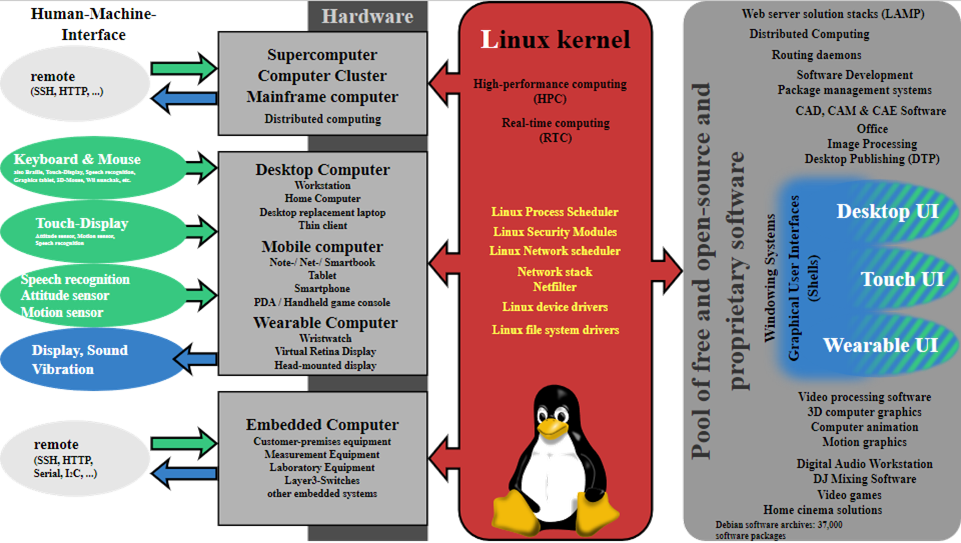 Human-Machine-
Interface
remote
(SSH, HTTP, ...)
Keyboard & Mouse
also Braille, Touch-Display, Speech recognition,
Graphics tablet, 3D-Mouse, Wii nunchuk, etc.
Touch-Display
Attitude sensor, Motion sensor,
Speech recognition
Speech recognition
Attitude sensor
Motion sensor
Display, Sound
Vibration
remote
(SSH, HTTP,
Serial, I2C, ...)
Hardware
Supercomputer
Computer Cluster
Mainframe computer
Distributed computing
Desktop Computer
Workstation
Home Computer
Desktop replacement laptop
Thin client
Mobile computer
Note-/ Net-/ Smartbook
Tablet
Smartphone
PDA / Handheld game console
Wearable Computer
Wristwatch
Virtual Retina Display
Head-mounted display
Embedded Computer
Customer-premises equipment
Measurement Equipment
Laboratory Equipment
Layer3-Switches
other embedded systems
Linux kernel
High-performance computing
(HPC)
Real-time computing
(RTC)
Linux Process Scheduler
Linux Security Modules
Linux Network scheduler
Network stack
Netfilter
Linux device drivers
Linux file system drivers
Pool of free and open-source and
proprietary software
Web server solution stacks (LAMP)
Distributed Computing
Routing daemons
Software Development
Package management systems
CAD, CAM & CAE Software
Office
Image Processing
Desktop Publishing (DTP)
Windowing Systems
Graphical User Interfaces
(Shells)
Desktop UI
Touch UI
Wearable UI
Video processing software
3D computer graphics
Computer animation
Motion graphics
Digital Audio Workstation
DJ Mixing Software
Video games
Home cinema solutions
Debian software archives: 37,000
software packages